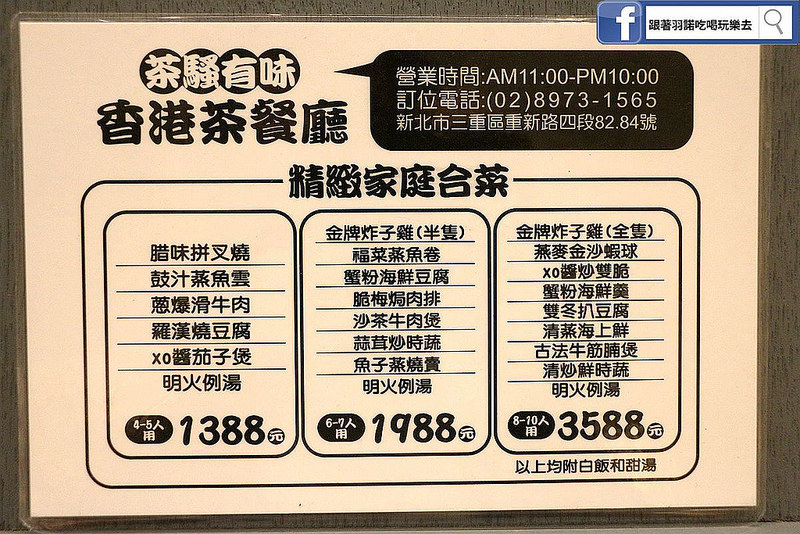 跟著羽諾吃喝玩樂去
茶騷有味
香港茶餐廳
營業時間:AM11:00-PM10:00
訂位電話:(02)8973-1565
新北市三重區重新路四段82.84號
精緻家庭合菜
腊味拼叉燒
鼓汁蒸魚雲
蔥爆滑牛肉
羅漢燒豆腐
XO醬茄子煲
明火例湯
4-5人用 1388元
金牌炸子雞(半隻)
福菜蒸魚卷
蟹粉海鮮豆腐
脆梅焗肉排
沙茶牛肉煲
蒜茸炒時蔬
魚子蒸燒賣
明火例湯
6-7人用 1988元
金牌炸子雞(全隻)
燕麥金沙蝦球
XO醬炒雙脆
蟹粉海鮮羹
雙冬扒豆腐
清蒸海上鮮
古法牛筋腩煲
清炒鮮時蔬
明火例湯
8-10人用 3588元
以上均附白飯和甜湯